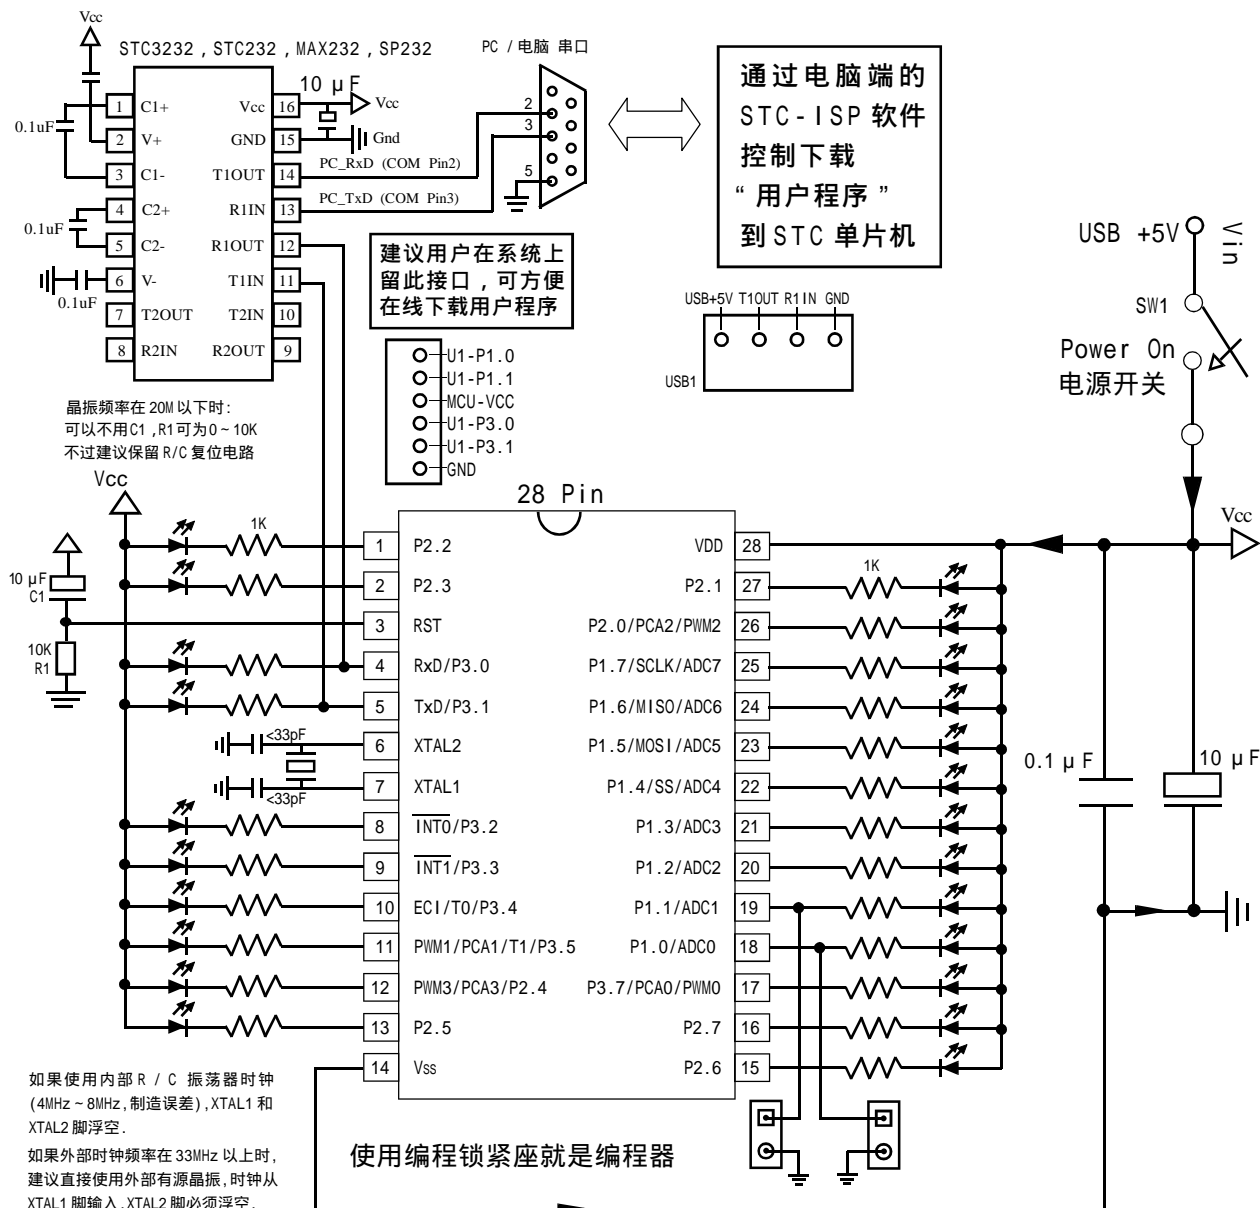 Vcc
STC3232 , STC232 , MAX232 , SP232
PC / 电脑 串口
10 μF
1 C1+
Vcc 16
Vcc
0.1uF
2 V+
GND 15
Gnd
3 C1-
T1OUT 14
PC_RxD (COM Pin2)
4 C2+
R1IN 13
PC_TxD (COM Pin3)
0.1uF
5 C2-
R1OUT 12
6 V-
T1IN 11
0.1uF
7 T2OUT
T2IN 10
8 R2IN
R2OUT 9
2
3
5
通过电脑端的
STC-ISP 软件
控制下载
“用户程序”
到 STC 单片机
建议用户在系统上
留此接口，可方便
在线下载用户程序
USB+5V T1OUT R1IN GND
USB1
USB +5V
Vin
SW1
Power On
电源开关
U1-P1.0
U1-P1.1
MCU-VCC
U1-P3.0
U1-P3.1
GND
晶振频率在 20M 以下时:
可以不用C1 ,R1可为0~10K
不过建议保留 R/C 复位电路
Vcc
28 Pin
Vcc
1K
1 P2.2
VDD 28
10 μF
C1
2 P2.3
P2.1 27
1K
3 RST
P2.0/PCA2/PWM2 26
10K
R1
4 RxD/P3.0
P1.7/SCLK/ADC7 25
5 TxD/P3.1
P1.6/MISO/ADC6 24
<33pF
6 XTAL2
P1.5/MOSI/ADC5 23
<33pF
7 XTAL1
P1.4/SS/ADC4 22
0.1 μF
10 μF
8 INT0/P3.2
P1.3/ADC3 21
9 INT1/P3.3
P1.2/ADC2 20
10 ECI/T0/P3.4
P1.1/ADC1 19
11 PWM1/PCA1/T1/P3.5
P1.0/ADC0 18
12 PWM3/PCA3/P2.4
P3.7/PCA0/PWM0 17
13 P2.5
P2.7 16
14 Vss
P2.6 15
如果使用内部 R / C 振荡器时钟
(4MHz~8MHz,制造误差),XTAL1 和
XTAL2 脚浮空.
如果外部时钟频率在 33MHz 以上时,
建议直接使用外部有源晶振,时钟从
XTAL1 脚输入,XTAL2 脚必须浮空.
使用编程锁紧座就是编程器